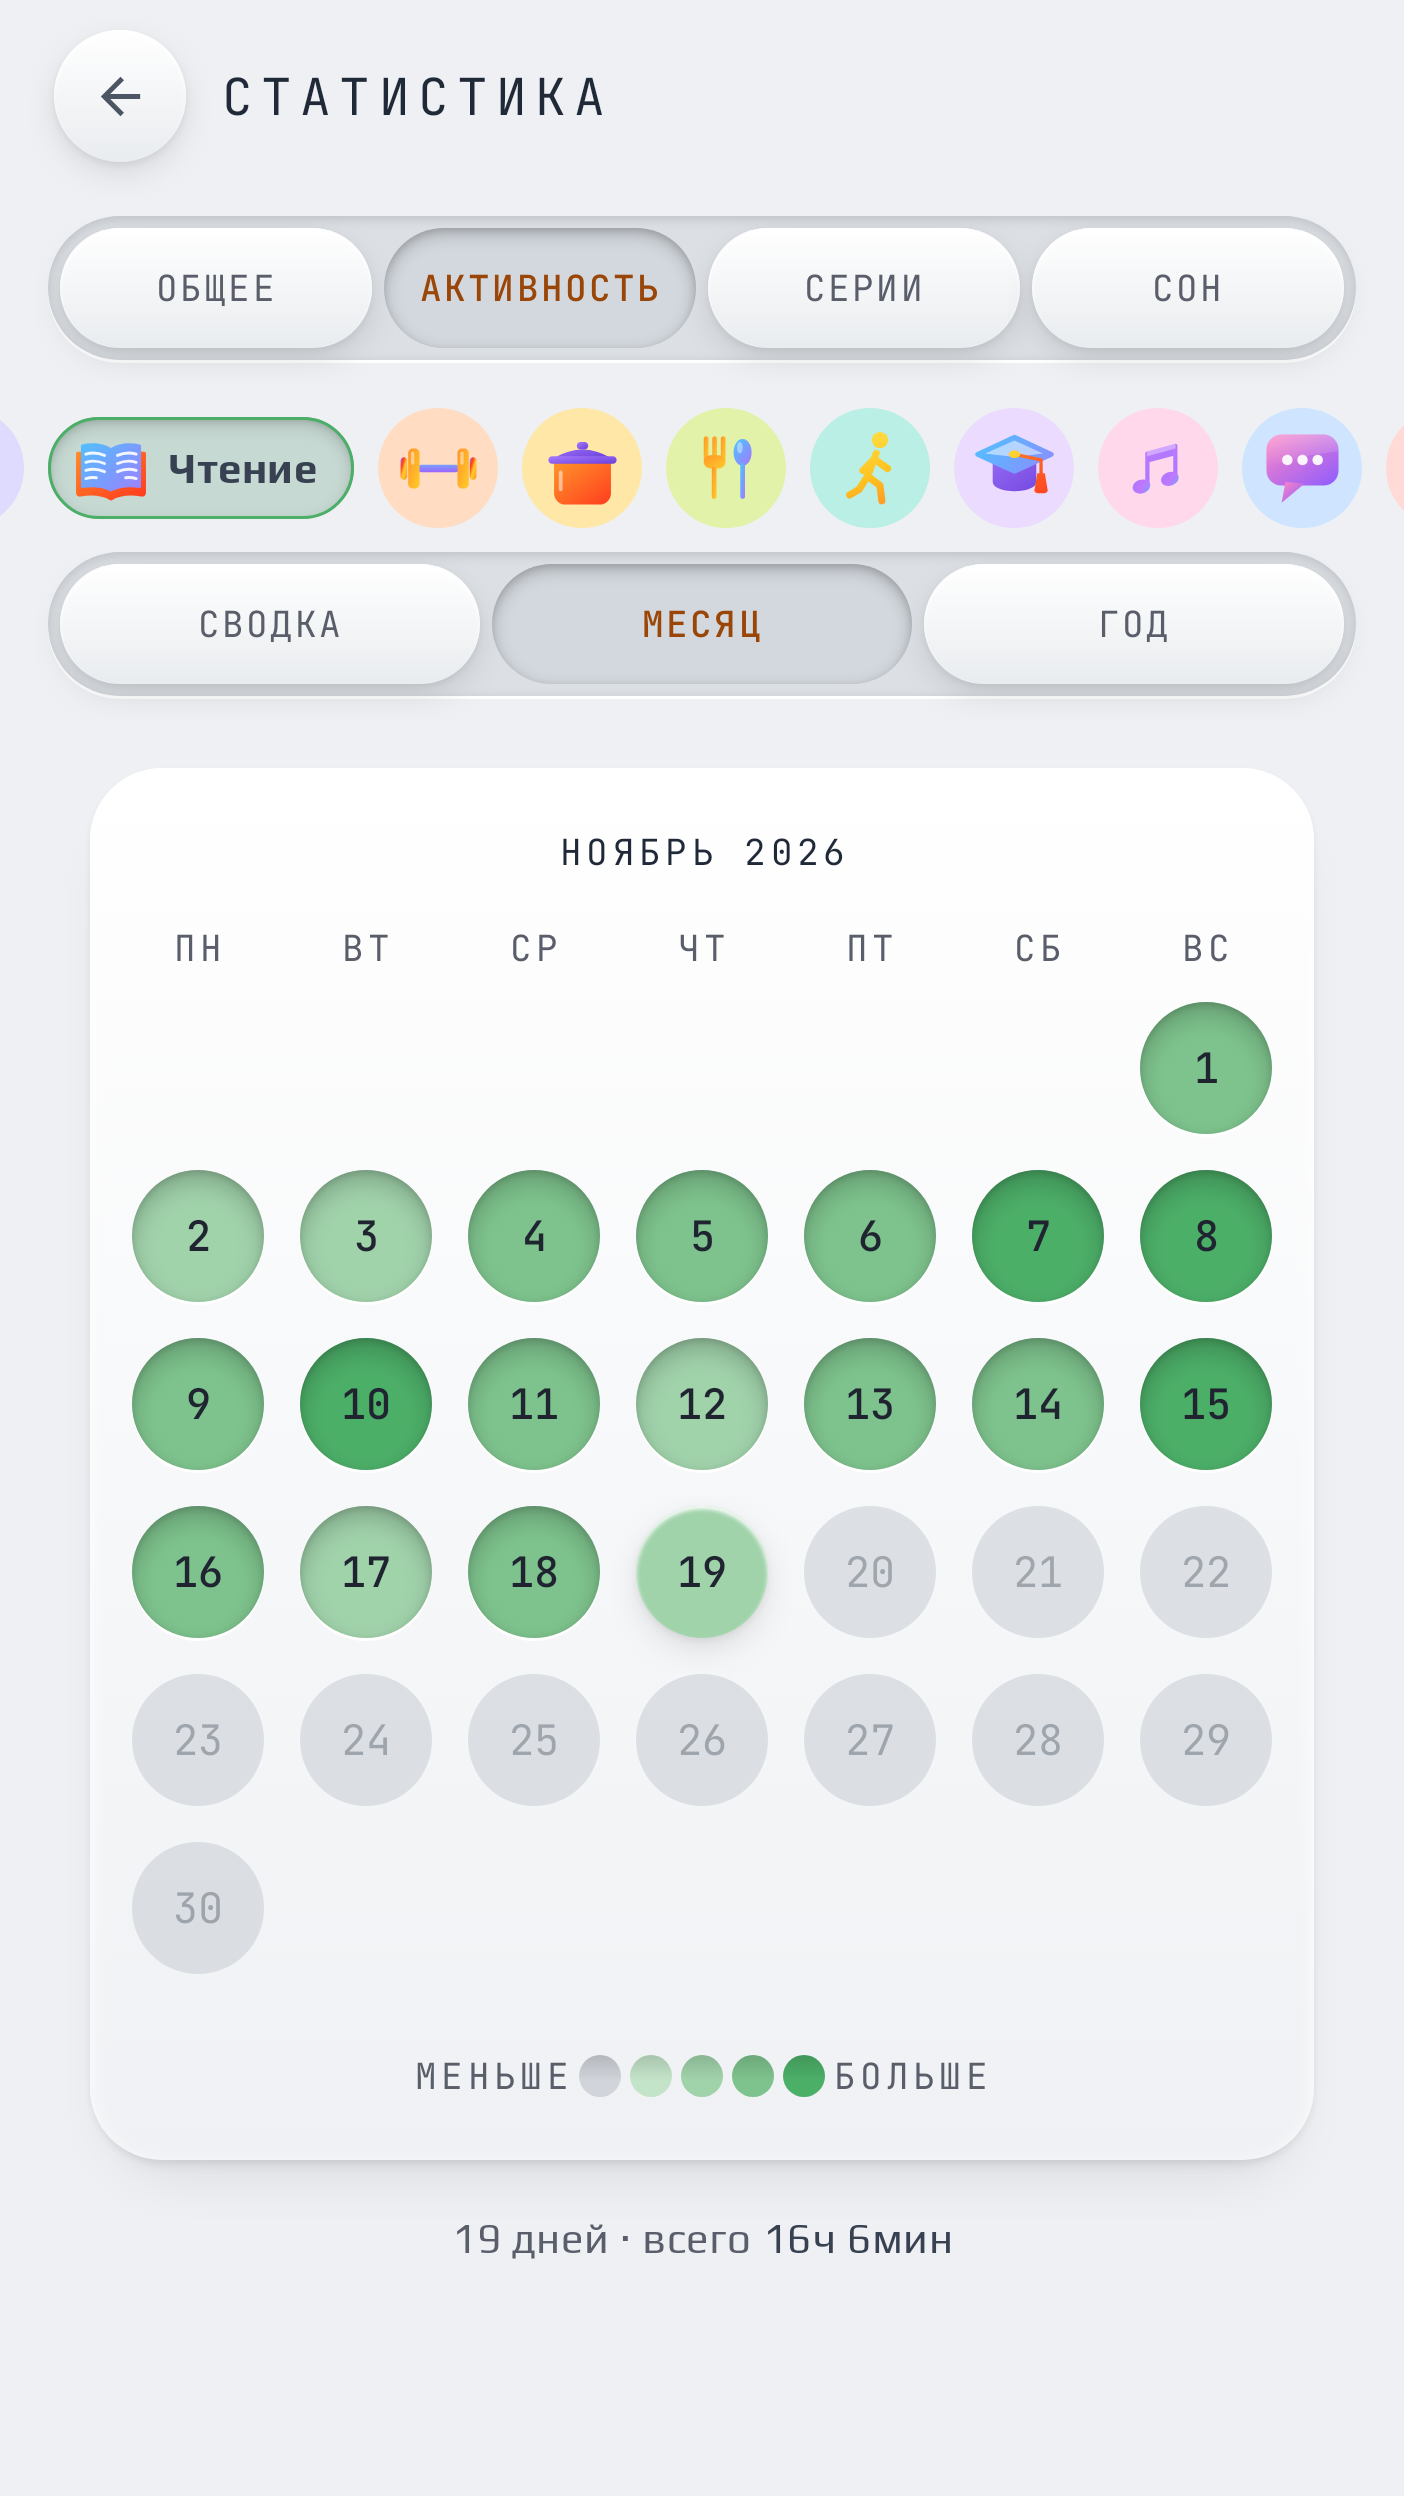 СТАТИСТИКА
ОБЩЕЕ АКТИВНОСТЬ СЕРИИ СОН
Чтение
СВОДКА МЕСЯЦ ГОД
НОЯБРЬ 2026
ПН ВТ СР ЧТ ПТ СБ ВС
1
2 3 4 5 6 7 8
9 10 11 12 13 14 15
16 17 18 19 20 21 22
23 24 25 26 27 28 29
30
МЕНЬШЕ БОЛЬШЕ
19 дней · всего 16ч 6мин